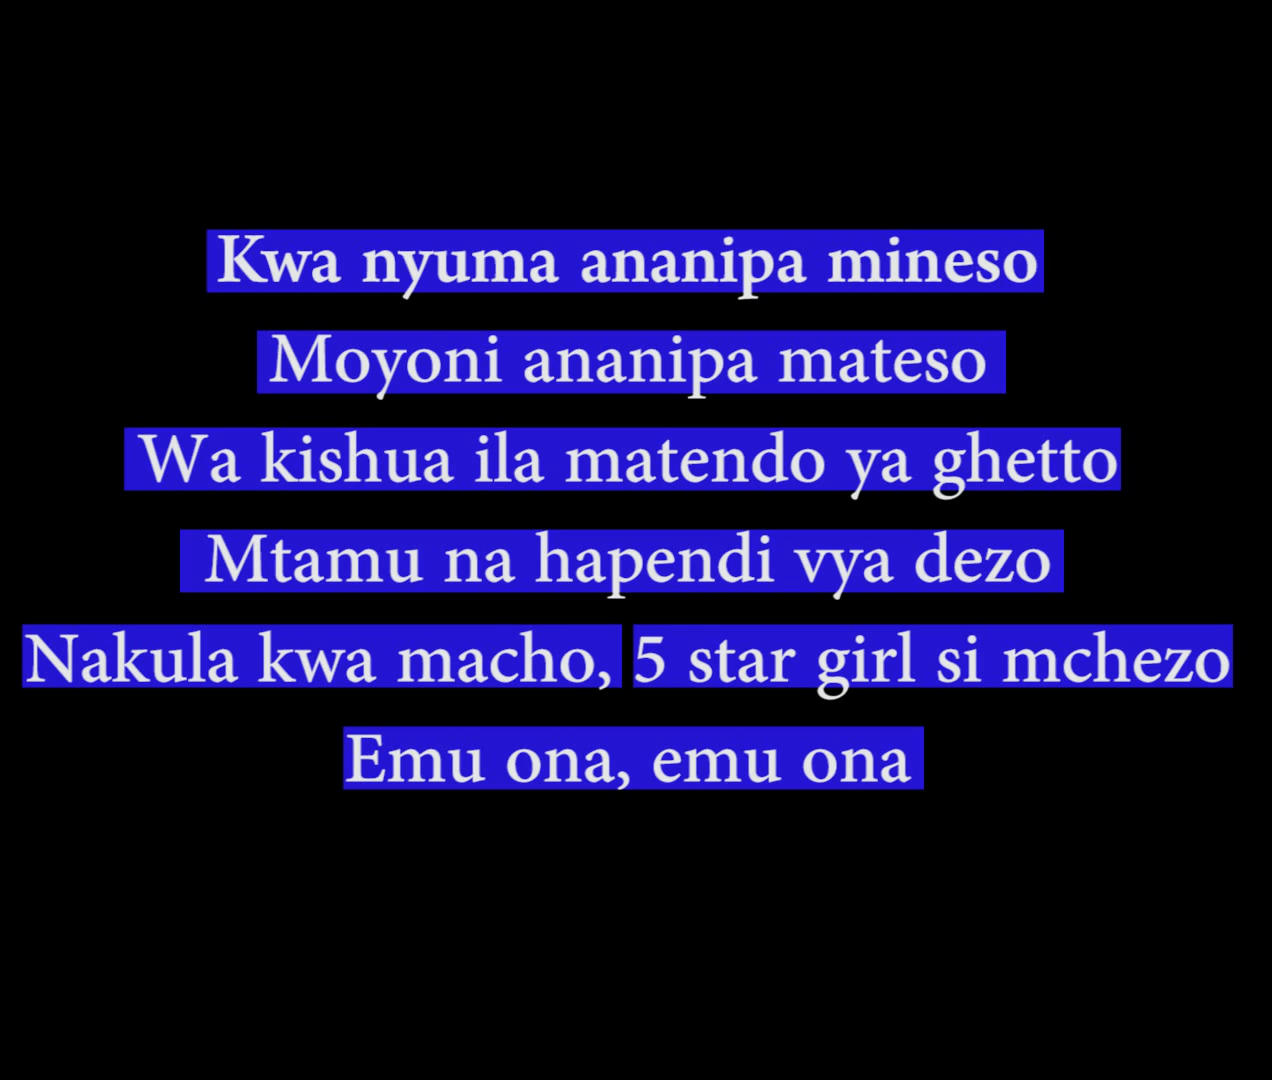 Kwa nyuma ananipa mineso
Moyoni ananipa mateso
Wa kishua ila matendo ya ghetto
Mtamu na hapendi vya dezo
Nakula kwa macho, 5 star girl si mchezo
Emu ona, emu ona